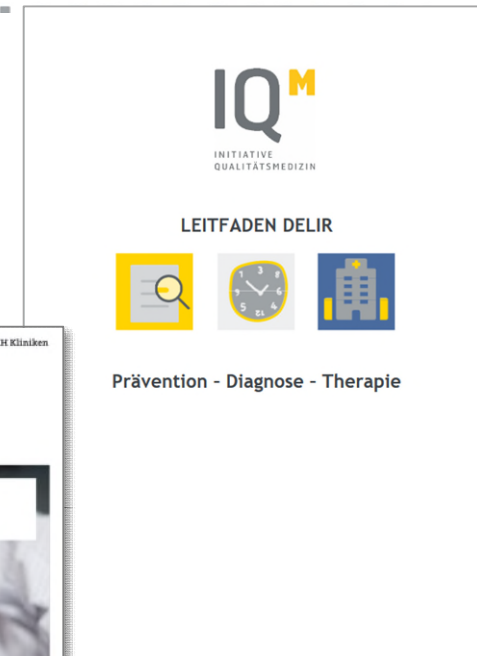 IQM
INITIATIVE
QUALITÄTSMEDIZIN
LEITFADEN DELIR
Prävention – Diagnose – Therapie
H Kliniken